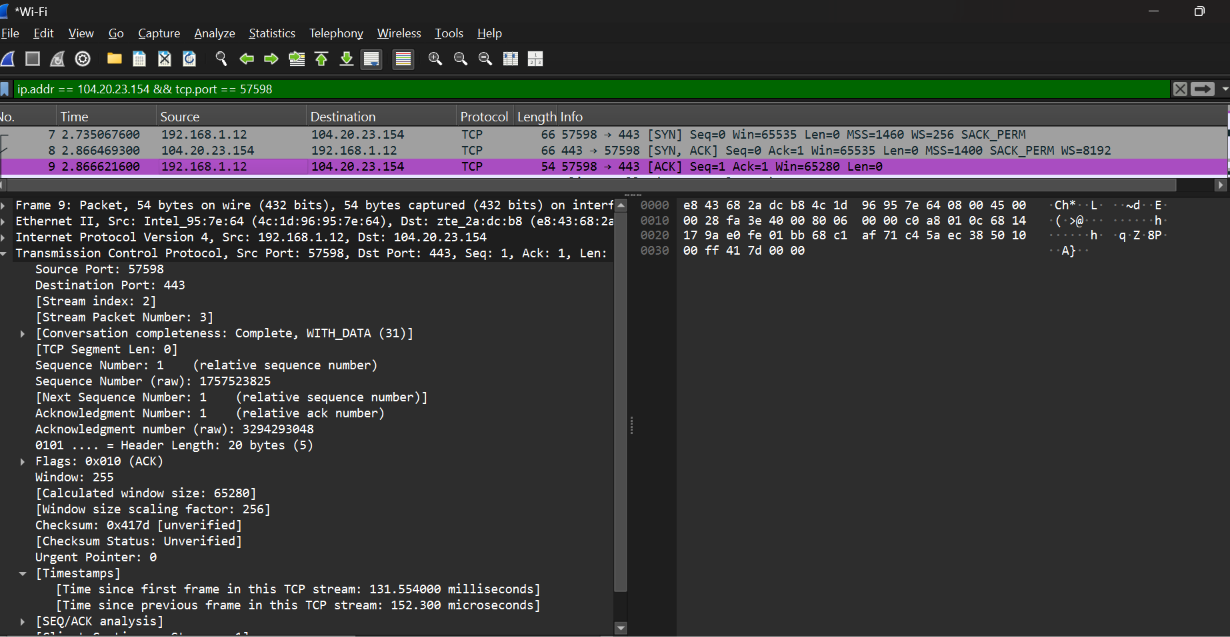 *Wi-Fi
File Edit View Go Capture Analyze Statistics Telephony Wireless Tools Help
ip.addr == 104.20.23.154 && tcp.port == 57598
No. Time Source Destination Protocol Length Info
7 2.735067600 192.168.1.12 104.20.23.154 TCP 66 57598 → 443 [SYN] Seq=0 Win=65535 Len=0 MSS=1460 WS=256 SACK_PERM
8 2.866469300 104.20.23.154 192.168.1.12 TCP 66 443 → 57598 [SYN, ACK] Seq=0 Ack=1 Win=65535 Len=0 MSS=1400 SACK_PERM WS=8192
9 2.866621600 192.168.1.12 104.20.23.154 TCP 54 57598 → 443 [ACK] Seq=1 Ack=1 Win=65280 Len=0
Frame 9: Packet, 54 bytes on wire (432 bits), 54 bytes captured (432 bits) on interf
Ethernet II, Src: Intel_95:7e:64 (4c:1d:96:95:7e:64), Dst: zte_2a:dc:b8 (e8:43:68:2a
Internet Protocol Version 4, Src: 192.168.1.12, Dst: 104.20.23.154
Transmission Control Protocol, Src Port: 57598, Dst Port: 443, Seq: 1, Ack: 1, Len:
Source Port: 57598
Destination Port: 443
[Stream index: 2]
[Stream Packet Number: 3]
[Conversation completeness: Complete, WITH_DATA (31)]
[TCP Segment Len: 0]
Sequence Number: 1 (relative sequence number)
Sequence Number (raw): 1757523825
[Next Sequence Number: 1 (relative sequence number)]
Acknowledgment Number: 1 (relative ack number)
Acknowledgment number (raw): 3294293048
0101 .... = Header Length: 20 bytes (5)
Flags: 0x010 (ACK)
Window: 255
[Calculated window size: 65280]
[Window size scaling factor: 256]
Checksum: 0x417d [unverified]
[Checksum Status: Unverified]
Urgent Pointer: 0
[Timestamps]
[Time since first frame in this TCP stream: 131.554000 milliseconds]
[Time since previous frame in this TCP stream: 152.300 microseconds]
[SEQ/ACK analysis]
0000 e8 43 68 2a dc b8 4c 1d 96 95 7e 64 08 00 45 00 ·Ch*··L· ··~d··E·
0010 00 28 fa 3e 40 00 80 06 00 00 c0 a8 01 0c 68 14 ·(·>@··· ······h·
0020 17 9a e0 fe 01 bb 68 c1 af 71 c4 5a ec 38 50 10 ······h· ·q·Z·8P·
0030 00 ff 41 7d 00 00 ··A}··